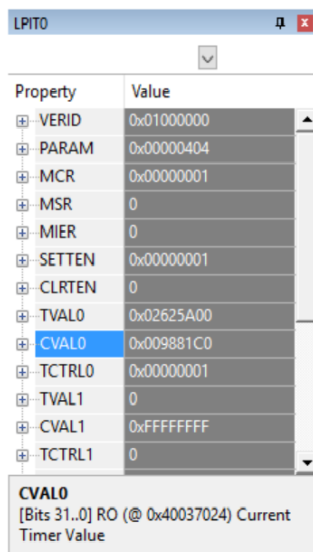 LPIT0
Property Value
VERID 0x01000000
PARAM 0x00000404
MCR 0x00000001
MSR 0
MIER 0
SETTEN 0x00000001
CLRTEN 0
TVAL0 0x02625A00
CVAL0 0x009881C0
TCTRL0 0x00000001
TVAL1 0
CVAL1 0xFFFFFFFF
TCTRL1 0
CVAL0
[Bits 31..0] RO (@ 0x40037024) Current
Timer Value